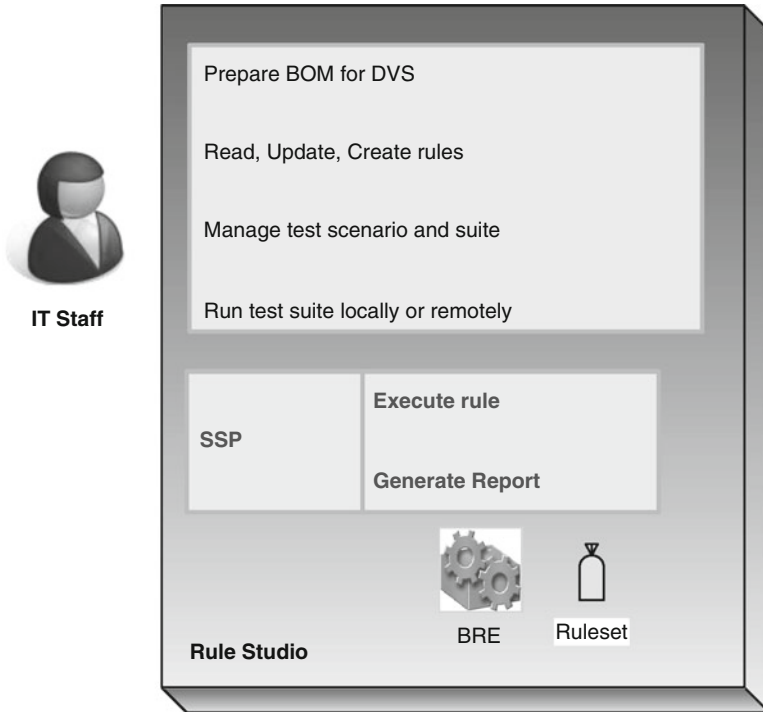 Prepare BOM for DVS
Read, Update, Create rules
Manage test scenario and suite
Run test suite locally or remotely
IT Staff
SSP
Execute rule
Generate Report
BRE
Ruleset
Rule Studio